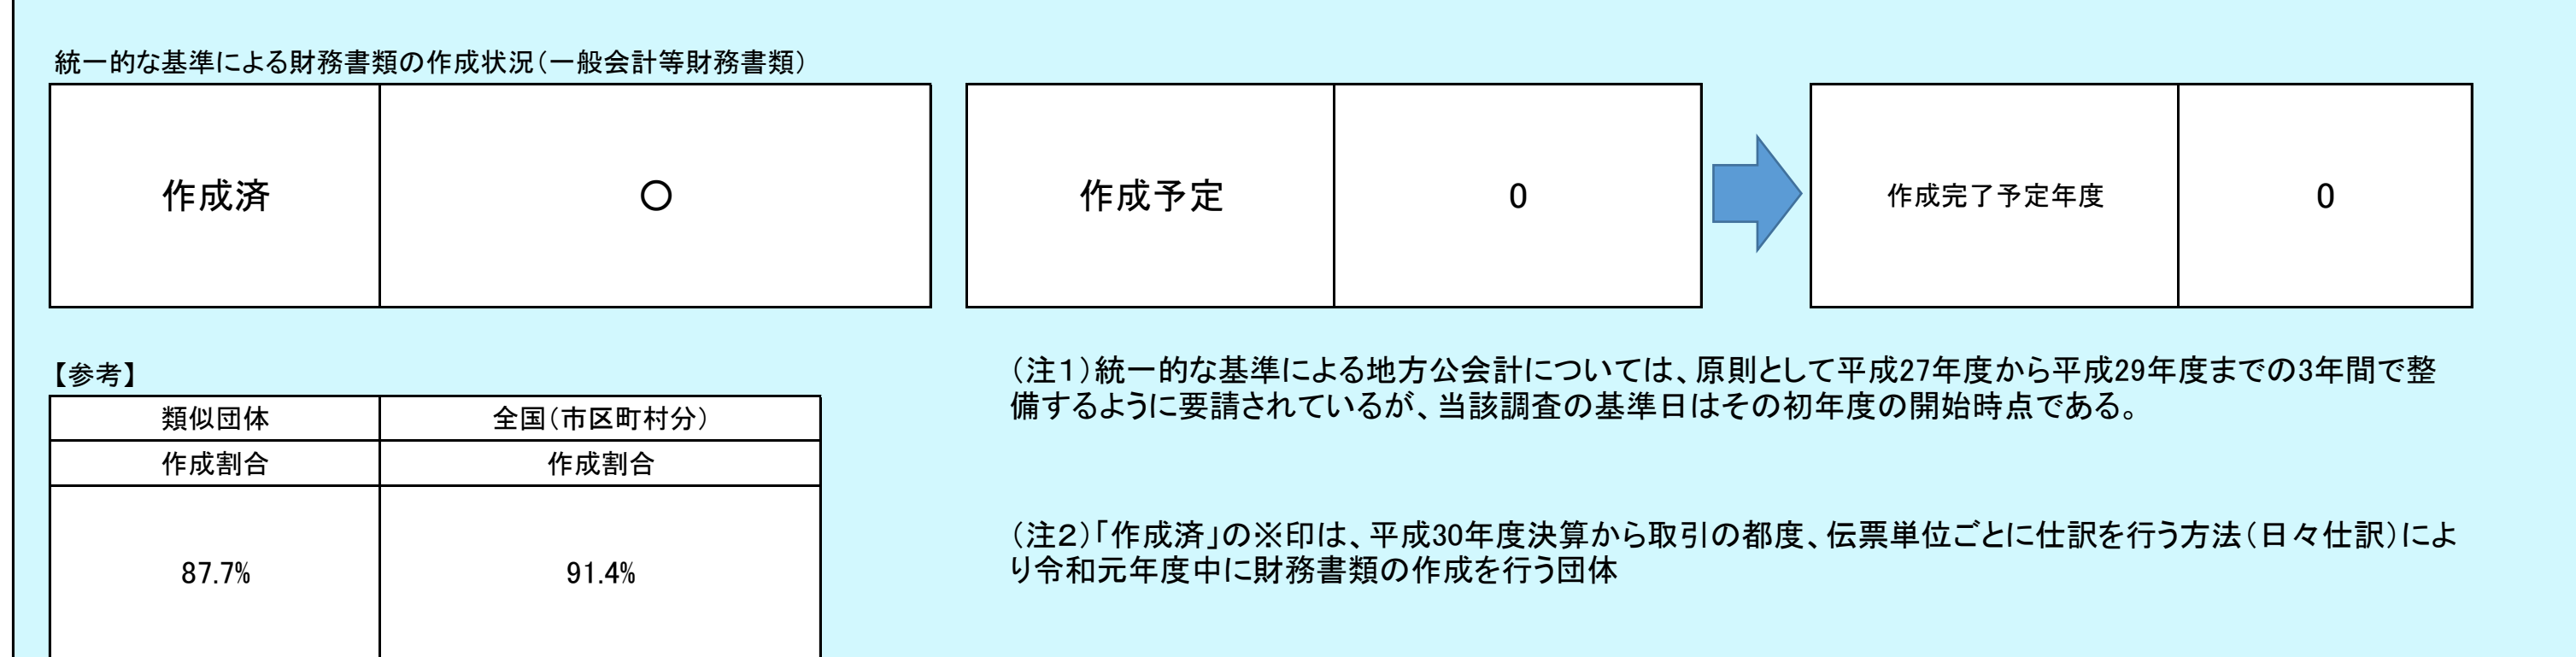 統一的な基準による財務書類の作成状況（一般会計等財務書類）
作成済 〇 作成予定 0 作成完了予定年度 0
【参考】
類似団体 全国（市区町村分）
作成割合 作成割合
87.7% 91.4%
（注１）統一的な基準による地方公会計については、原則として平成27年度から平成29年度までの3年間で整
備するように要請されているが、当該調査の基準日はその初年度の開始時点である。
（注２）「作成済」の※印は、平成30年度決算から取引の都度、伝票単位ごとに仕訳を行う方法（日々仕訳）によ
り令和元年度中に財務書類の作成を行う団体